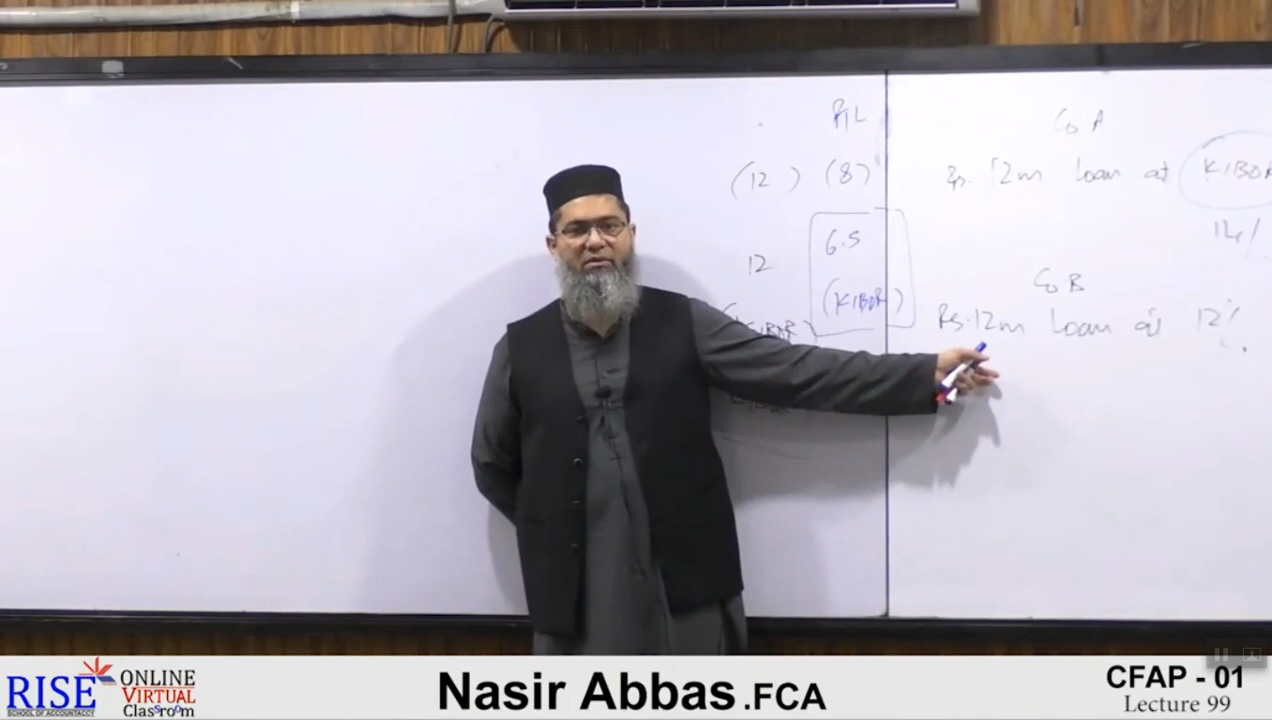 P/L
(12) (8)
6.5
12
(KIBOR)
(KIBOR)
Co A
Rs. 12m loan at KIBOR
14%
Co B
Rs. 12m loan at 12%
RISE
SCHOOL OF ACCOUNTANCY
ONLINE
VIRTUAL
Classroom
Nasir Abbas.FCA
CFAP - 01
Lecture 99